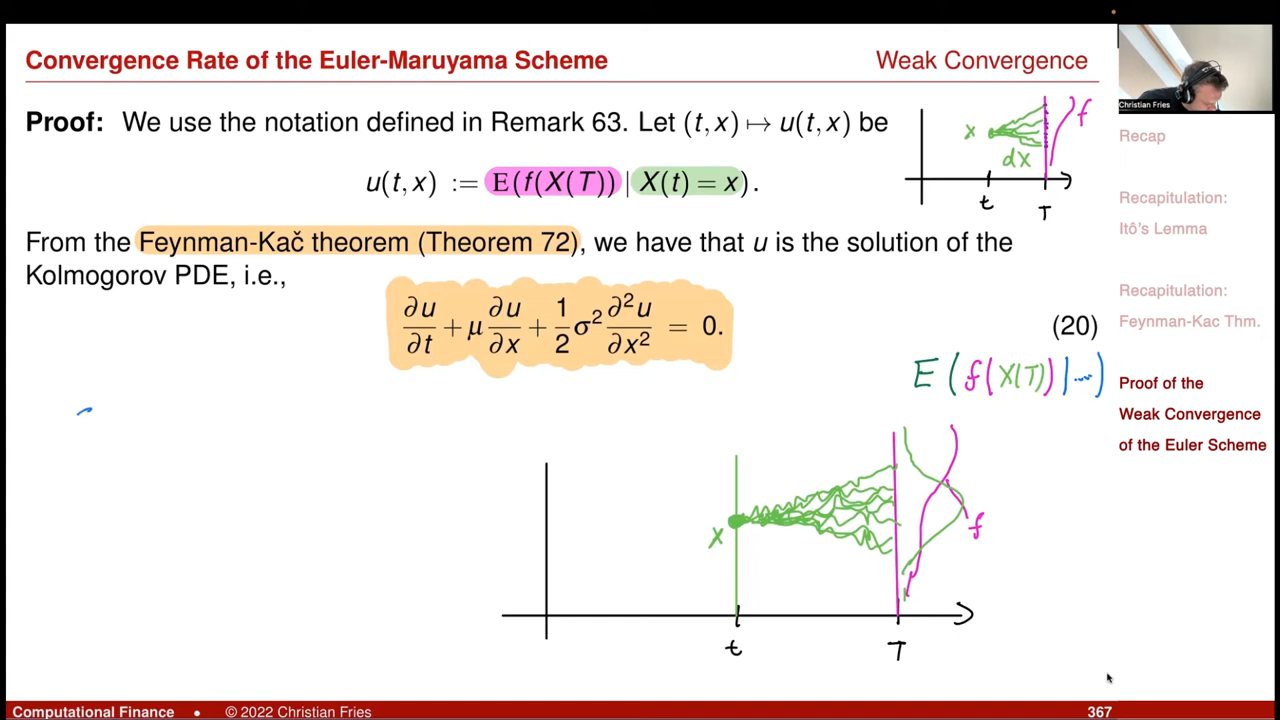 Convergence Rate of the Euler-Maruyama Scheme
Weak Convergence
Christian Fries
Proof: We use the notation defined in Remark 63. Let (t, x) ↦ u(t, x) be
u(t, x) := E(f(X(T)) | X(t) = x).
x
dX
f
t
T
From the Feynman-Kač theorem (Theorem 72), we have that u is the solution of the
Kolmogorov PDE, i.e.,
∂u/∂t + μ ∂u/∂x + 1/2 σ² ∂²u/∂x² = 0.
(20)
E (f(X(T))|...)
x
f
t
T
Recap
Recapitulation:
Itô's Lemma
Recapitulation:
Feynman-Kac Thm.
Proof of the
Weak Convergence
of the Euler Scheme
Computational Finance • © 2022 Christian Fries
367